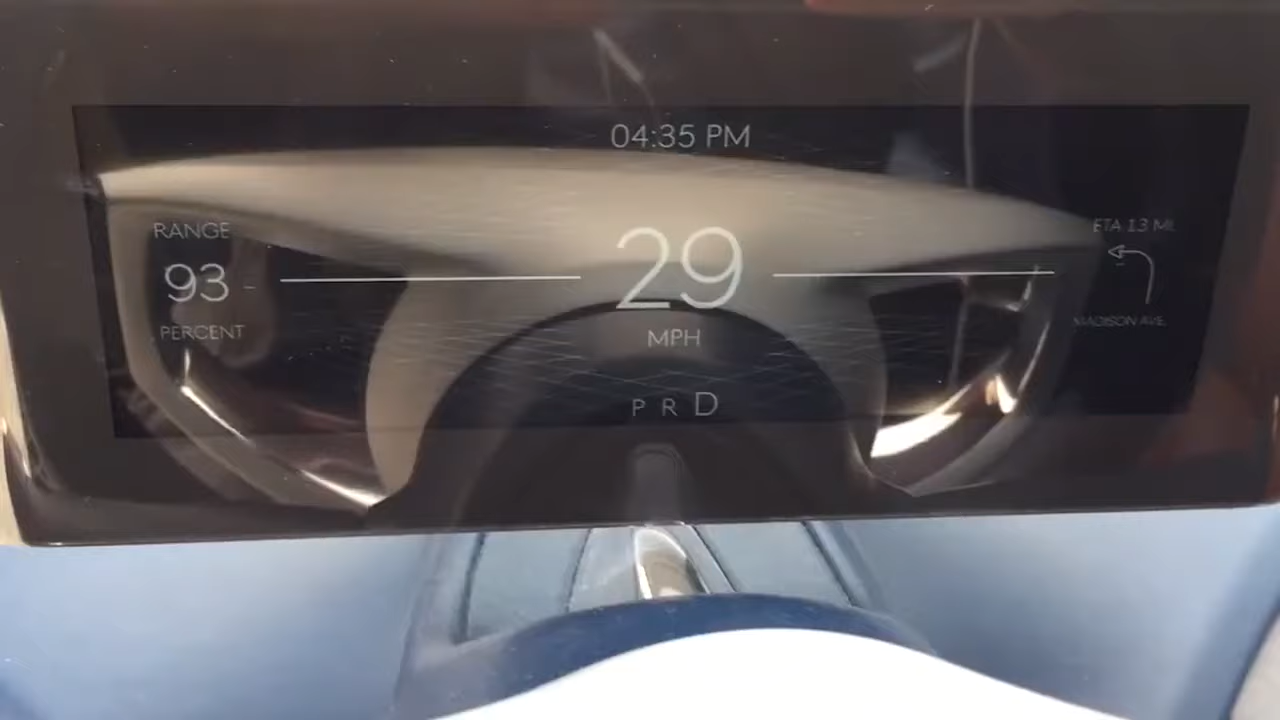 04:35 PM
RANGE
93
PERCENT
29
MPH
P R D
ETA 13 MI.
MADISON AVE.